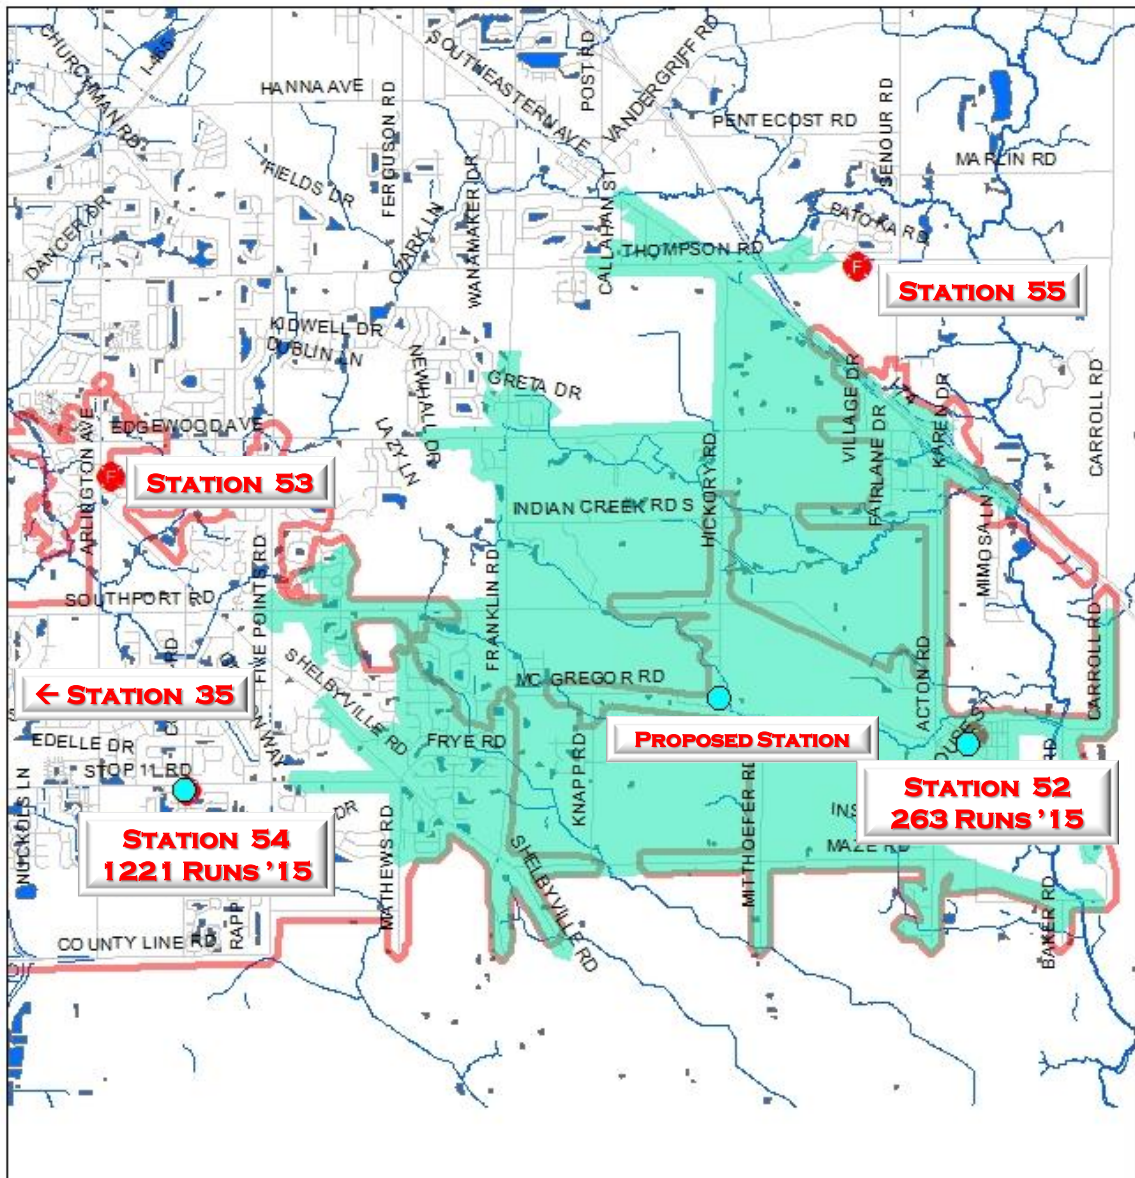 CHURCHMAN RD
I-465
HANNA AVE
FERGUSON RD
SOUTHEASTERN AVE
POST RD
VANDERGRIFF RD
PENTECOST RD
SENOUR RD
MARLIN RD
FIELDS DR
DANCER DR
OZARK LN
WANAMAKER DR
CALLAHAN ST
THOMPSON RD
PATOKA RD
F
STATION 55
KIDWELL DR
DUBLIN LN
NEWHALL DR
GRETA DR
VILLAGE DR
I-74
KAREN DR
CARROLL RD
EDGEWOOD AVE
LAZY LN
FAIRLANE DR
HICKORY RD
ARLINGTON AVE
F
STATION 53
INDIAN CREEK RD S
MIMOSA LN
FIVE POINTS RD
FRANKLIN RD
SOUTHPORT RD
CARROLL RD
RD
SHELBYVILLE RD
MC GREGOR RD
ACTON RD
← STATION 35
WAY
EDELLE DR
STOP 11 RD
FRYE RD
KNAPP RD
PROPOSED STATION
RD
STATION 54
1221 RUNS '15
DR
MITTHOEFER RD
INS
MAZE RD
STATION 52
263 RUNS '15
NUCKOLS LN
MATHEWS RD
SHELBYVILLE RD
RAPP
COUNTY LINE RD
BAKER RD